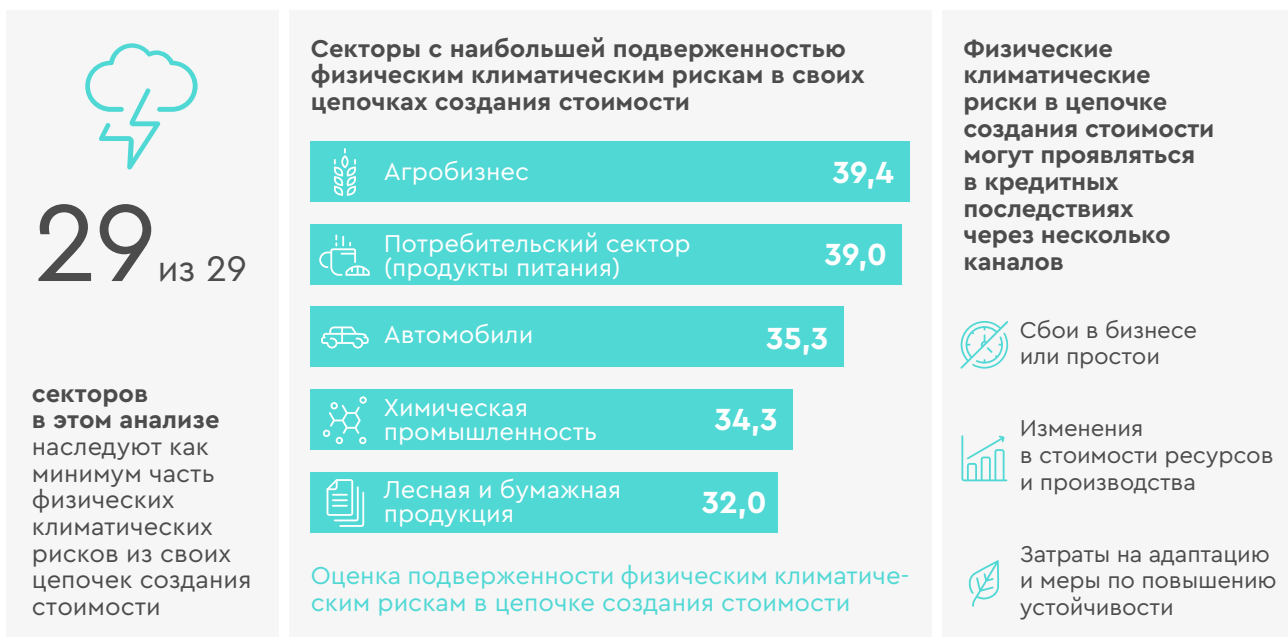 29 из 29
секторов
в этом анализе
наследуют как
минимум часть
физических
климатических
рисков из своих
цепочек создания
стоимости
Секторы с наибольшей подверженностью
физическим климатическим рискам в своих
цепочках создания стоимости
Агробизнес 39,4
Потребительский сектор
(продукты питания) 39,0
Автомобили 35,3
Химическая
промышленность 34,3
Лесная и бумажная
продукция 32,0
Оценка подверженности физическим климатиче-
ским рискам в цепочке создания стоимости
Физические
климатические
риски в цепочке
создания стоимости
могут проявляться
в кредитных
последствиях
через несколько
каналов
Сбои в бизнесе
или простои
Изменения
в стоимости ресурсов
и производства
Затраты на адаптацию
и меры по повышению
устойчивости